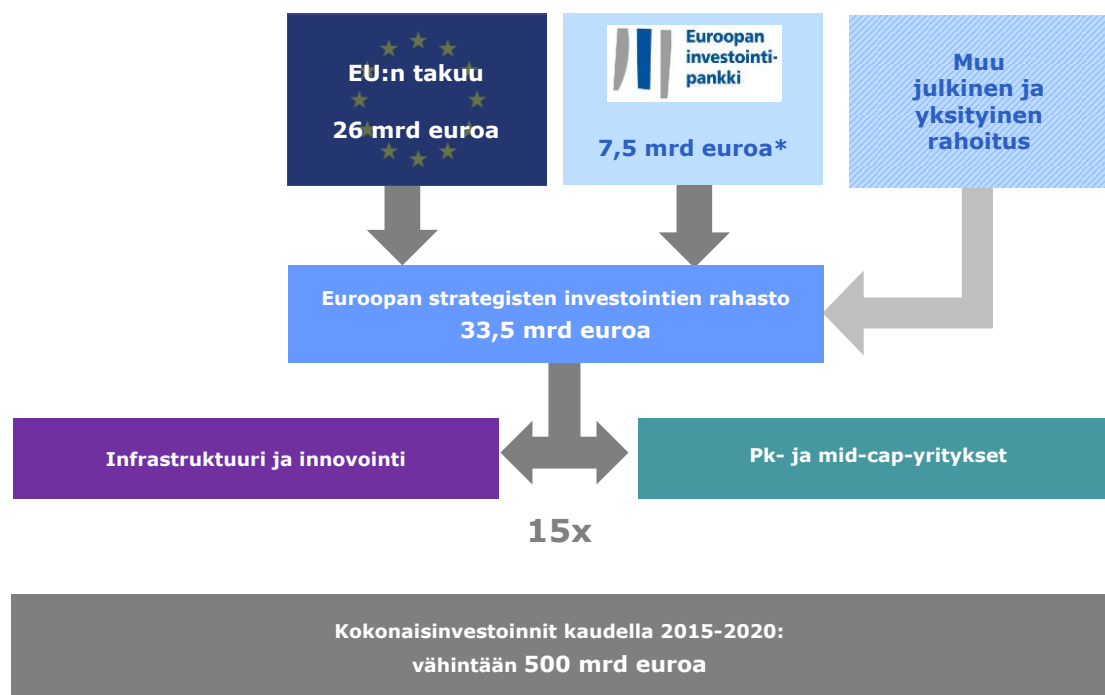 EU:n takuu
26 mrd euroa
Euroopan
investointi-
pankki
7,5 mrd euroa*
Muu
julkinen ja
yksityinen
rahoitus
Euroopan strategisten investointien rahasto
33,5 mrd euroa
Infrastruktuuri ja innovointi
Pk- ja mid-cap-yritykset
15x
Kokonaisinvestoinnit kaudella 2015-2020:
vähintään 500 mrd euroa